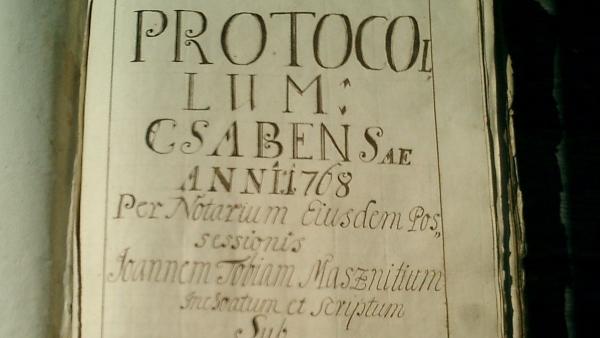 PROTOCOL
LUM:
CSABENSAE
ANNI 1768
Per Notarium Eiusdem Pos„
sessionis
Joannem Tobiam Masznitium
Inchoatum et Scriptum
Sub